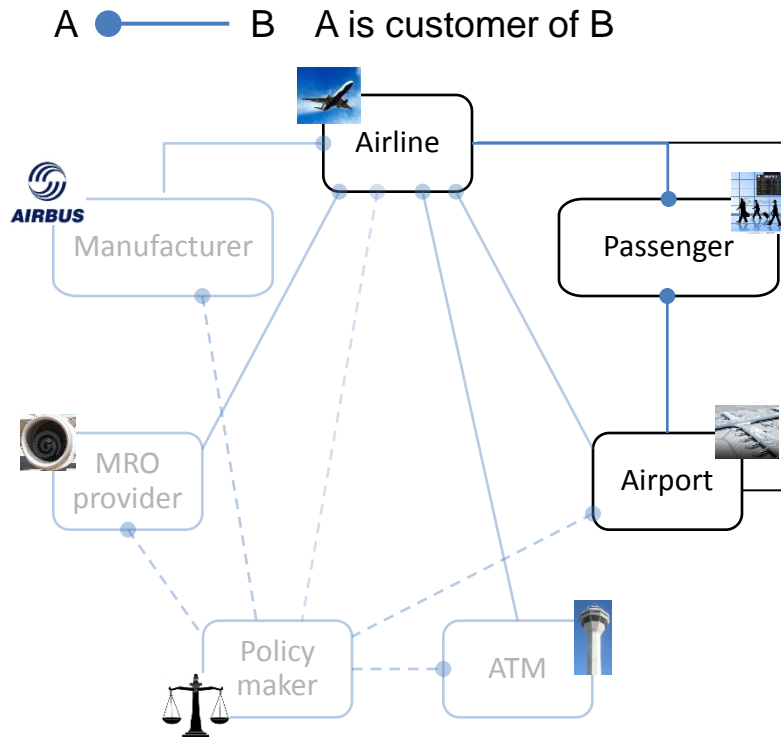 A B A is customer of B
Airline
AIRBUS
Manufacturer
Passenger
MRO
provider
Airport
Policy
maker
ATM